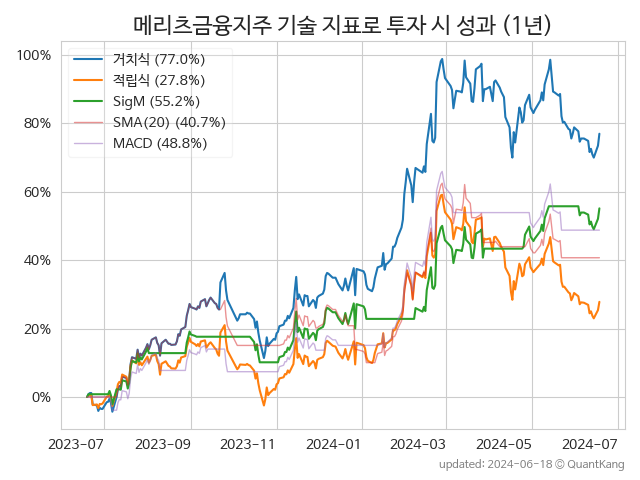 메리츠금융지주 기술 지표로 투자 시 성과 (1년)
100%
80%
60%
40%
20%
0%
거치식 (77.0%)
적립식 (27.8%)
SigM (55.2%)
SMA(20) (40.7%)
MACD (48.8%)
2023-07
2023-09
2023-11
2024-01
2024-03
2024-05
2024-07
updated: 2024-06-18 © QuantKang